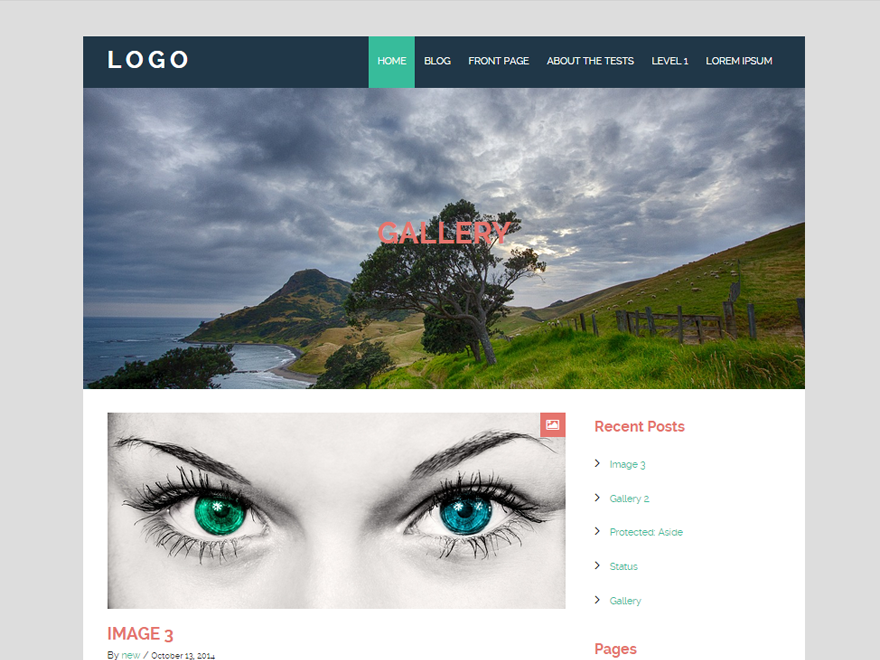 LOGO
HOME BLOG FRONT PAGE ABOUT THE TESTS LEVEL 1 LOREM IPSUM
GALLERY
IMAGE 3
By new / October 13, 2014
Recent Posts
Image 3
Gallery 2
Protected: Aside
Status
Gallery
Pages